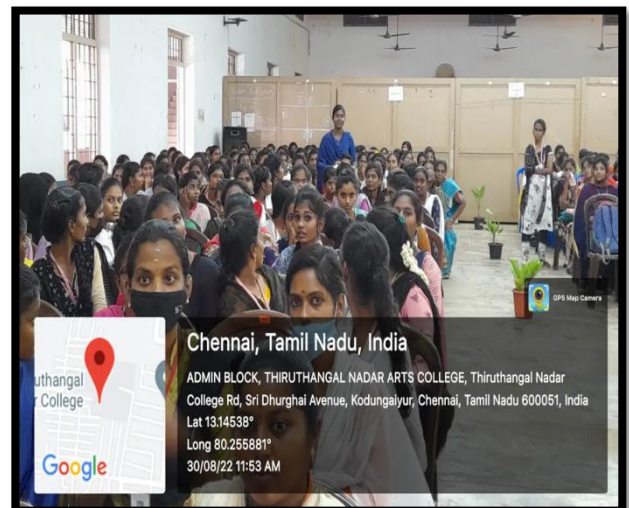 GPS Map Camera
Chennai, Tamil Nadu, India
ADMIN BLOCK, THIRUTHANGAL NADAR ARTS COLLEGE, Thiruthangal Nadar
College Rd, Sri Dhurghai Avenue, Kodungaiyur, Chennai, Tamil Nadu 600051, India
Lat 13.14538°
Long 80.255881°
30/08/22 11:53 AM
uthangal
r College
Google